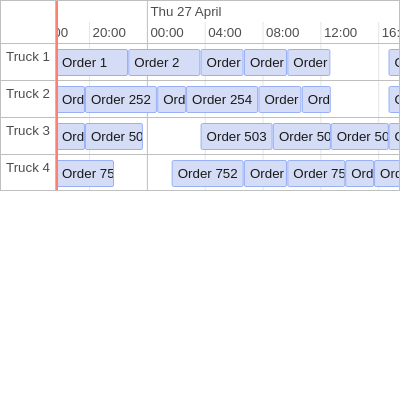 Thu 27 April
00 20:00 00:00 04:00 08:00 12:00 16:
Truck 1 Order 1 Order 2 Order Order Order
Truck 2 Ord Order 252 Ord Order 254 Order Ord
Truck 3 Ord Order 50 Order 503 Order 50 Order 50
Truck 4 Order 75 Order 752 Order Order 75 Ord Ord